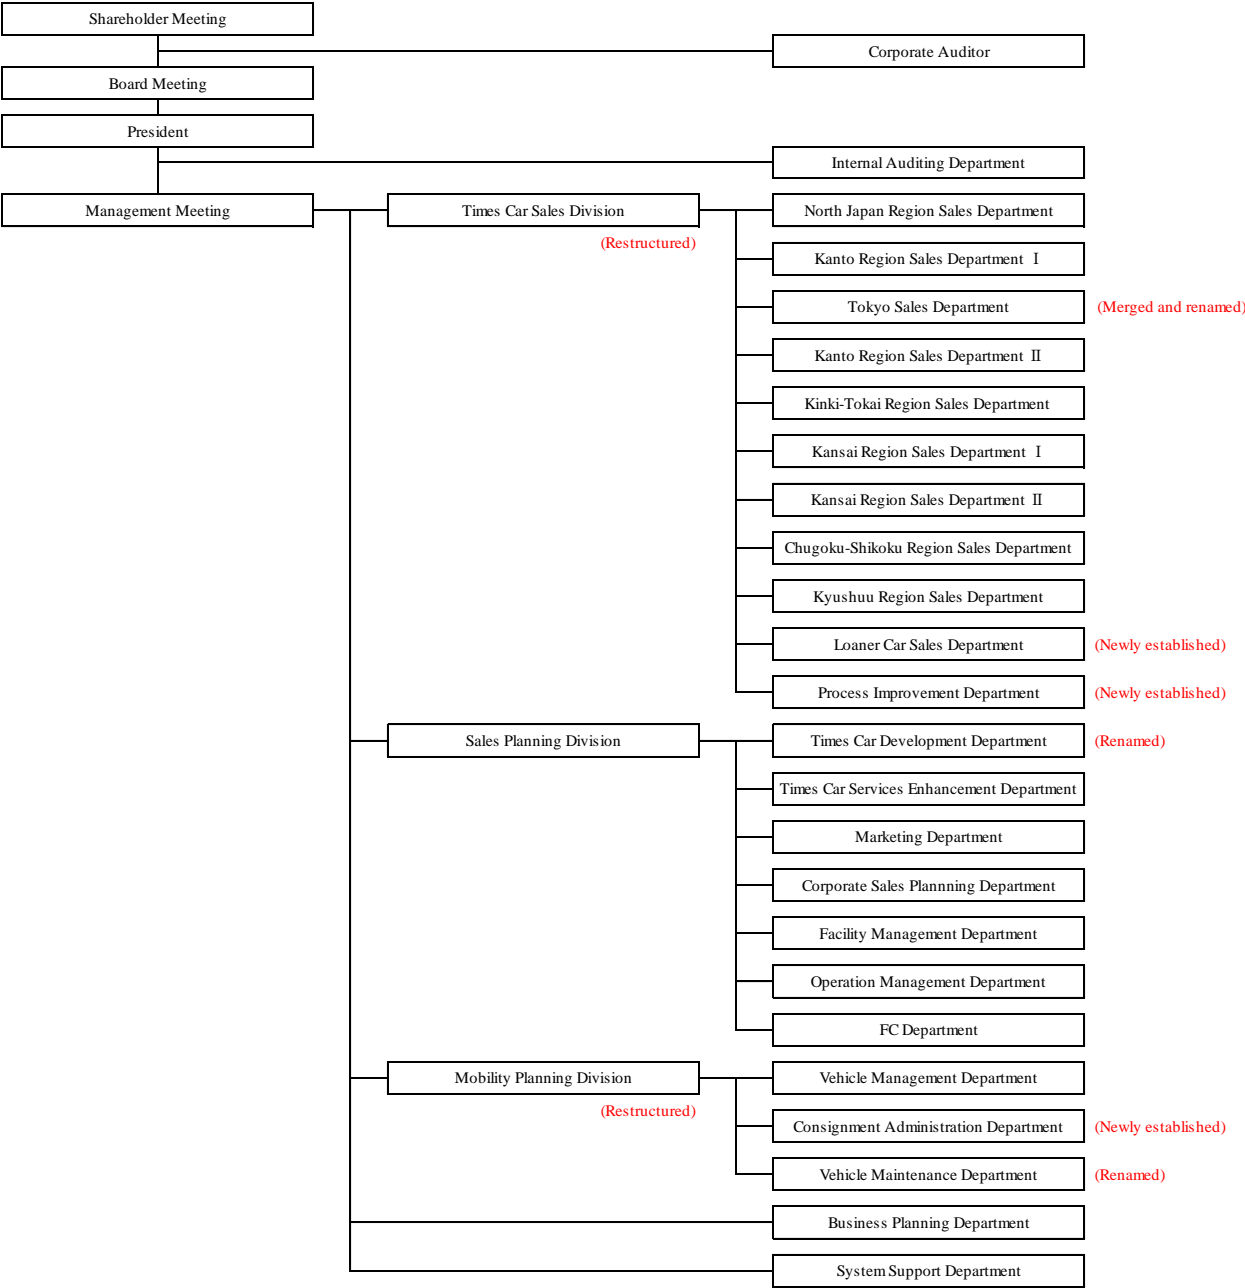 Shareholder Meeting
Corporate Auditor
Board Meeting
President
Internal Auditing Department
Management Meeting
Times Car Sales Division
North Japan Region Sales Department
(Restructured)
Kanto Region Sales Department Ⅰ
Tokyo Sales Department
(Merged and renamed)
Kanto Region Sales Department Ⅱ
Kinki-Tokai Region Sales Department
Kansai Region Sales Department Ⅰ
Kansai Region Sales Department Ⅱ
Chugoku-Shikoku Region Sales Department
Kyushuu Region Sales Department
Loaner Car Sales Department
(Newly established)
Process Improvement Department
(Newly established)
Sales Planning Division
Times Car Development Department
(Renamed)
Times Car Services Enhancement Department
Marketing Department
Corporate Sales Plannning Department
Facility Management Department
Operation Management Department
FC Department
Mobility Planning Division
Vehicle Management Department
(Restructured)
Consignment Administration Department
(Newly established)
Vehicle Maintenance Department
(Renamed)
Business Planning Department
System Support Department